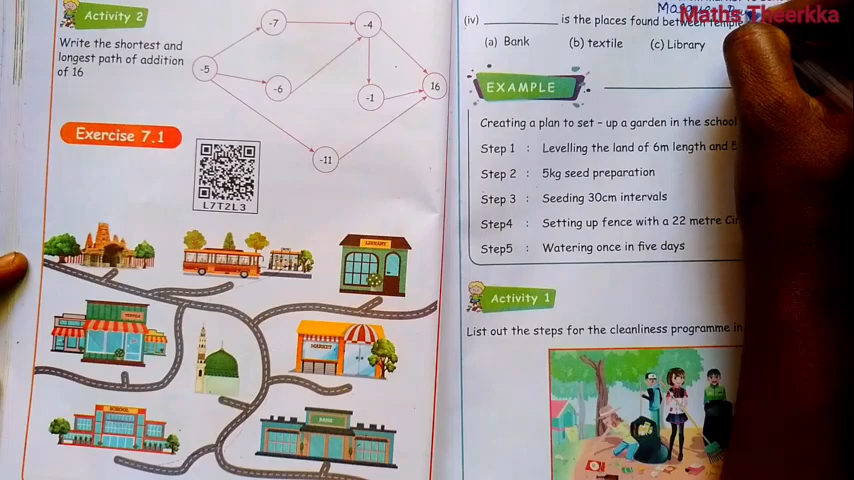 Activity 2
Write the shortest and
longest path of addition
of 16
-7
-4
-5
-6
-1
16
-11
Exercise 7.1
L7T2L3
LIBRARY
MARKET
SCHOOL
BANK
Maths Theerkka
(iv) ________ is the places found between temple
(a) Bank (b) textile (c) Library
EXAMPLE
Creating a plan to set - up a garden in the school
Step 1 : Levelling the land of 6m length and
Step 2 : 5kg seed preparation
Step 3 : Seeding 30cm intervals
Step4 : Setting up fence with a 22 metre
Step5 : Watering once in five days
Activity 1
List out the steps for the cleanliness programme in